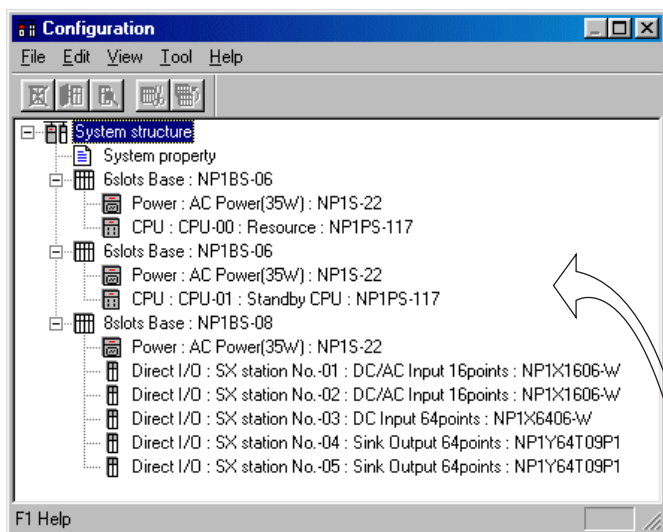 Configuration
File Edit View Tool Help
System structure
System property
6slots Base : NP1BS-06
Power : AC Power(35W) : NP1S-22
CPU : CPU-00 : Resource : NP1PS-117
6slots Base : NP1BS-06
Power : AC Power(35W) : NP1S-22
CPU : CPU-01 : Standby CPU : NP1PS-117
8slots Base : NP1BS-08
Power : AC Power(35W) : NP1S-22
Direct I/O : SX station No.-01 : DC/AC Input 16points : NP1X1606-W
Direct I/O : SX station No.-02 : DC/AC Input 16points : NP1X1606-W
Direct I/O : SX station No.-03 : DC Input 64points : NP1X6406-W
Direct I/O : SX station No.-04 : Sink Output 64points : NP1Y64T09P1
Direct I/O : SX station No.-05 : Sink Output 64points : NP1Y64T09P1
F1 Help